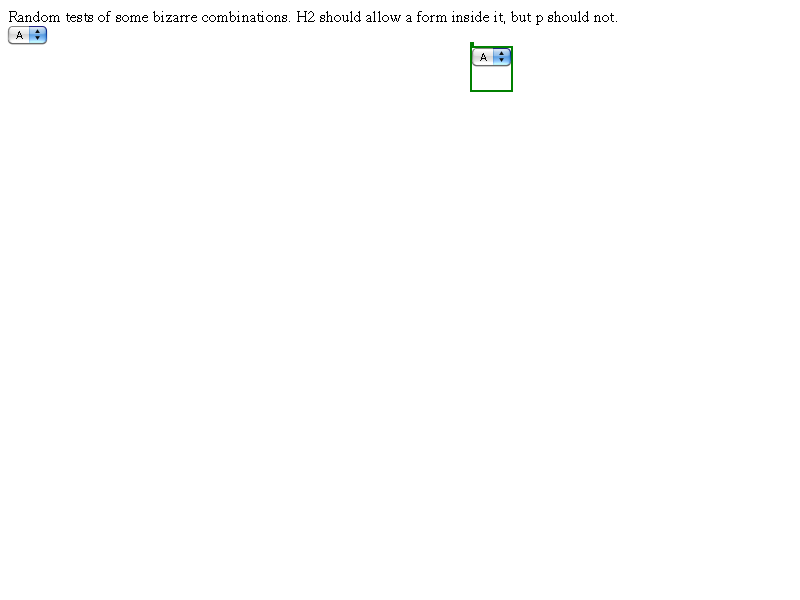 Random tests of some bizarre combinations. H2 should allow a form inside it, but p should not.
A
A